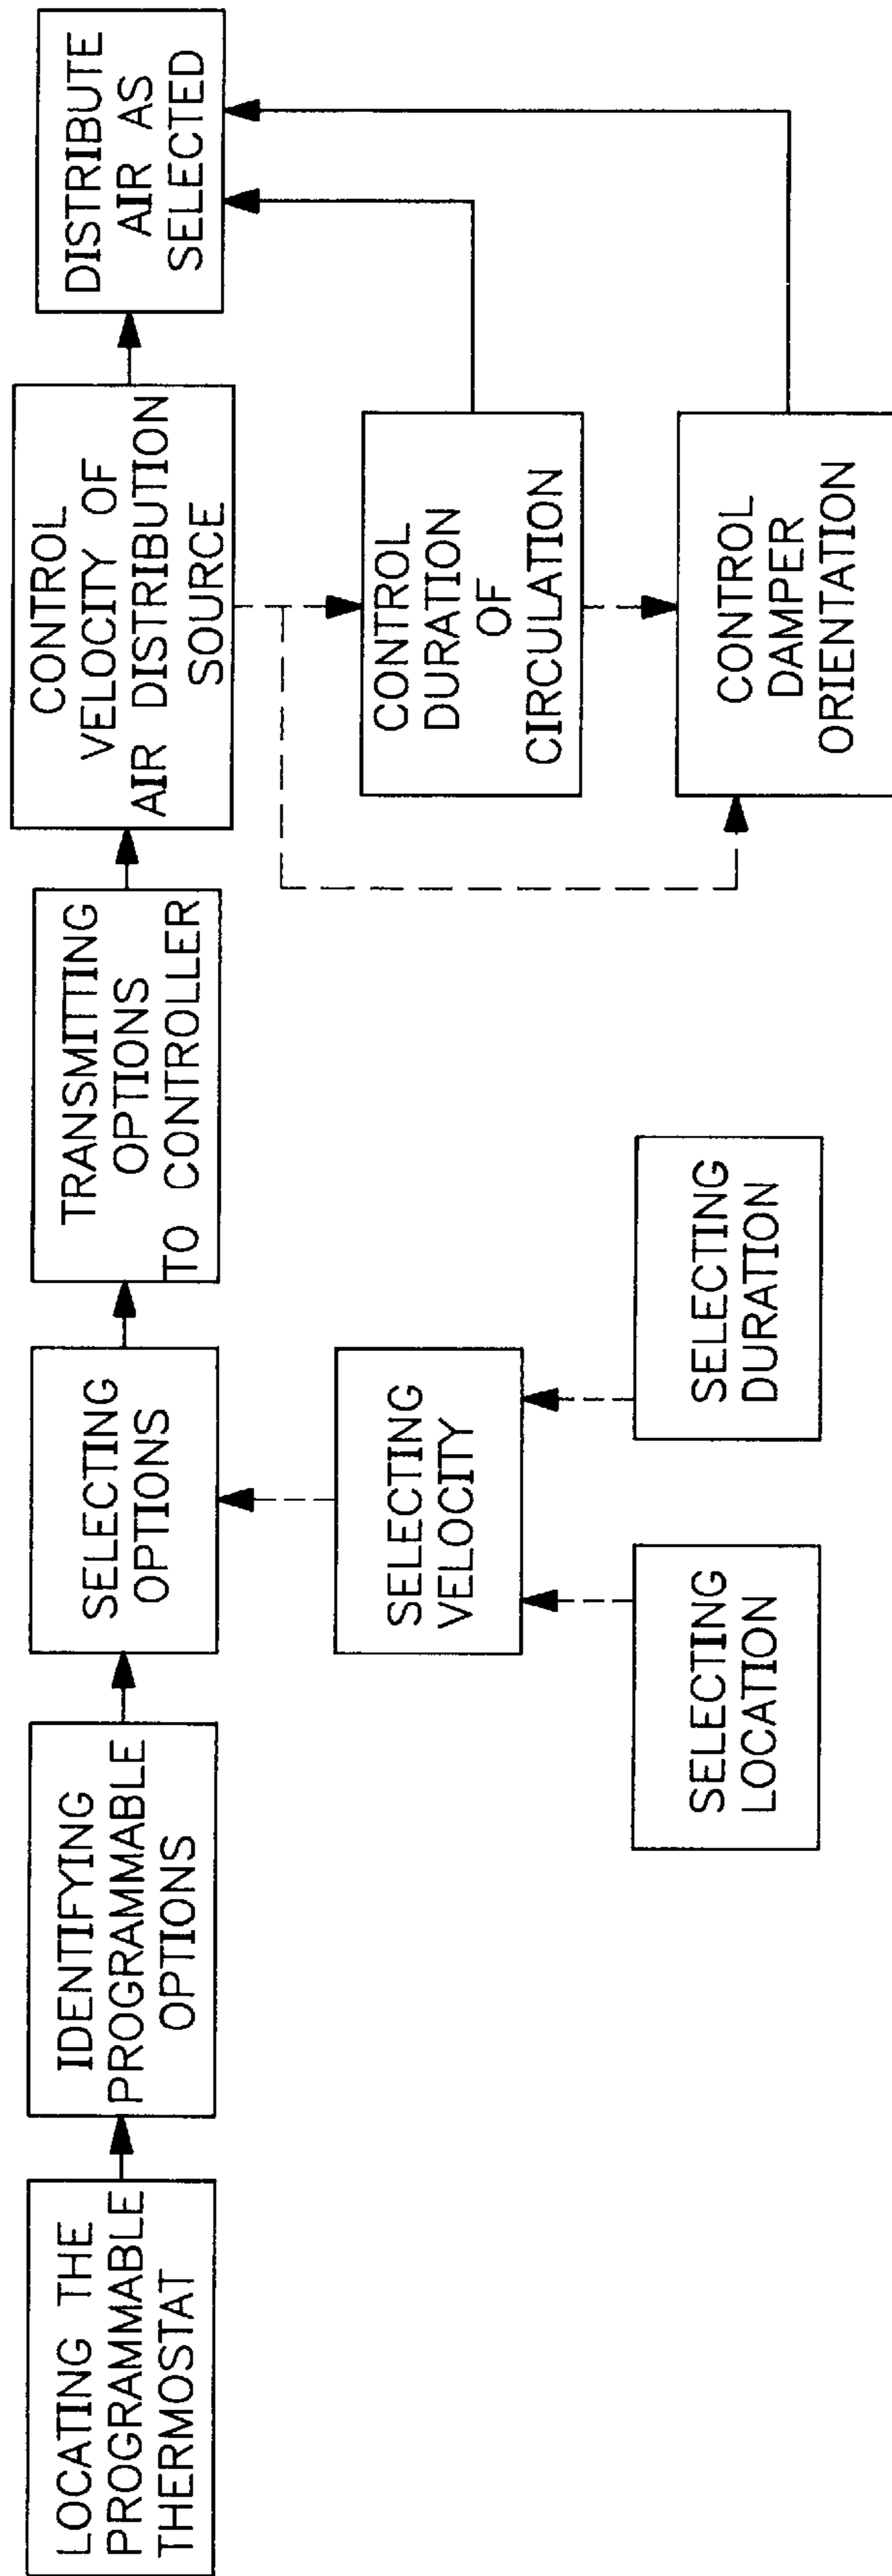 LOCATING THE
PROGRAMMABLE
THERMOSTAT
IDENTIFYING
PROGRAMMABLE
OPTIONS
SELECTING
OPTIONS
TRANSMITTING
OPTIONS
TO CONTROLLER
CONTROL
VELOCITY OF
AIR DISTRIBUTION
SOURCE
DISTRIBUTE
AIR AS
SELECTED
SELECTING
VELOCITY
SELECTING
LOCATION
SELECTING
DURATION
CONTROL
DURATION
OF
CIRCULATION
CONTROL
DAMPER
ORIENTATION